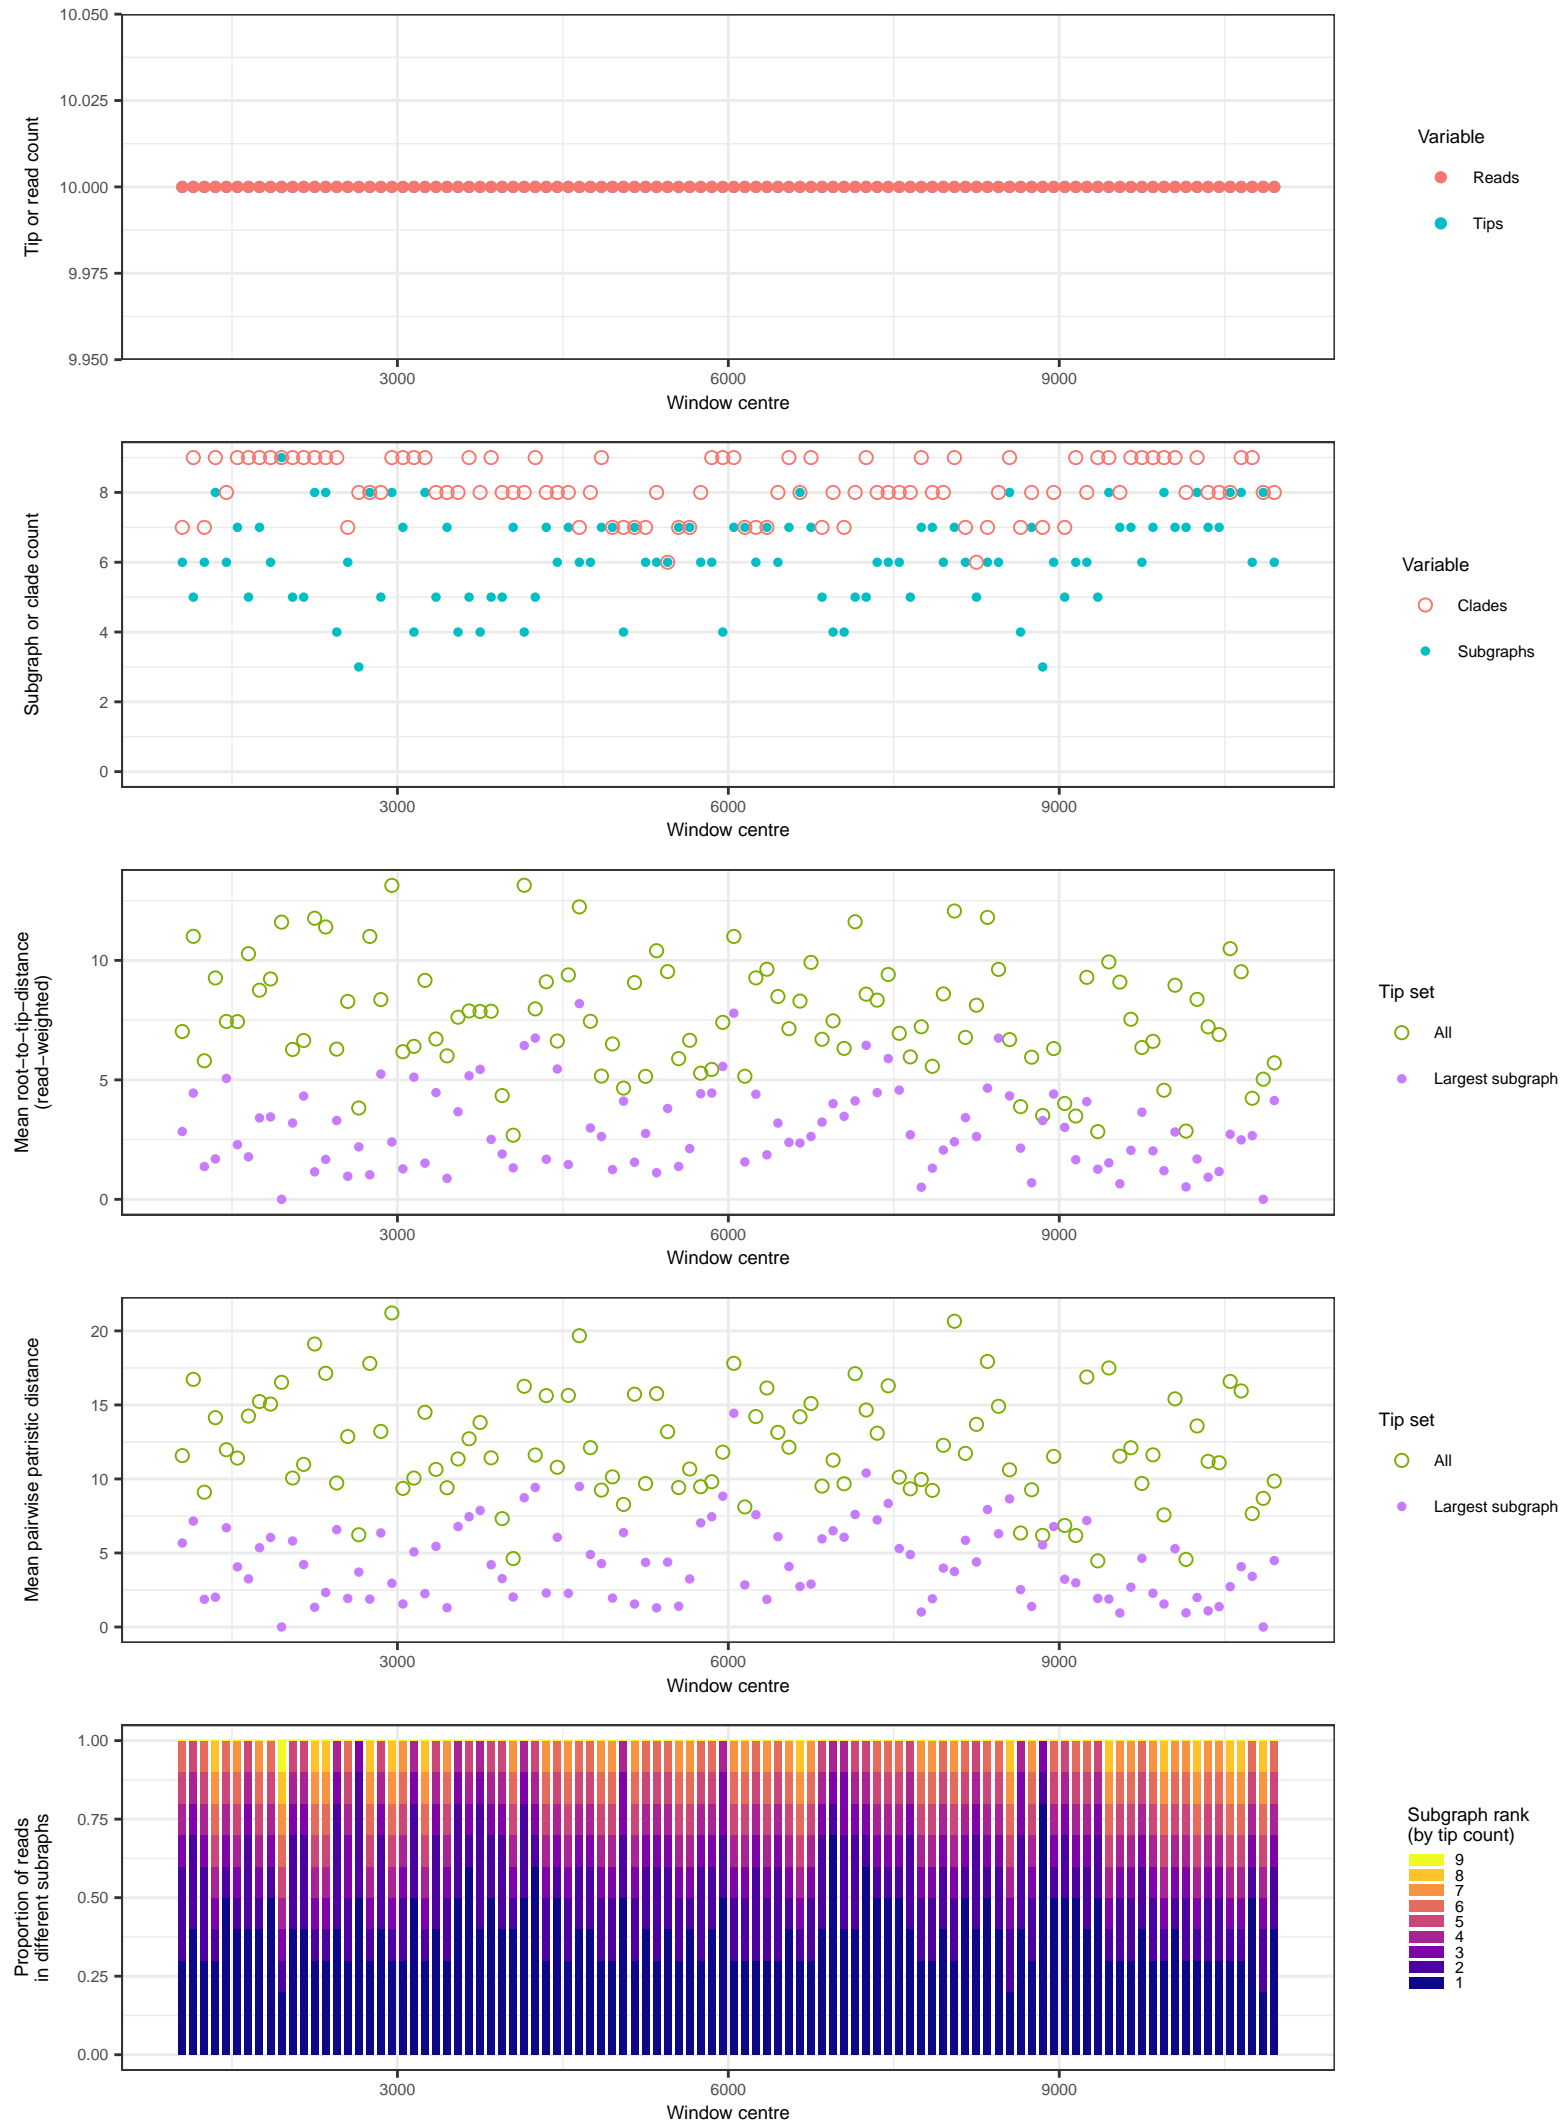 10.050
10.025
10.000
9.975
9.950
Tip or read count
3000
6000
9000
Window centre
Variable
Reads
Tips
8
6
4
2
0
Subgraph or clade count
3000
6000
9000
Window centre
Variable
Clades
Subgraphs
10
5
0
Mean root−to−tip−distance
(read−weighted)
3000
6000
9000
Window centre
Tip set
All
Largest subgraph
20
15
10
5
0
Mean pairwise patristic distance
3000
6000
9000
Window centre
Tip set
All
Largest subgraph
1.00
0.75
0.50
0.25
0.00
Proportion of reads
in different subraphs
3000
6000
9000
Window centre
Subgraph rank
(by tip count)
9
8
7
6
5
4
3
2
1